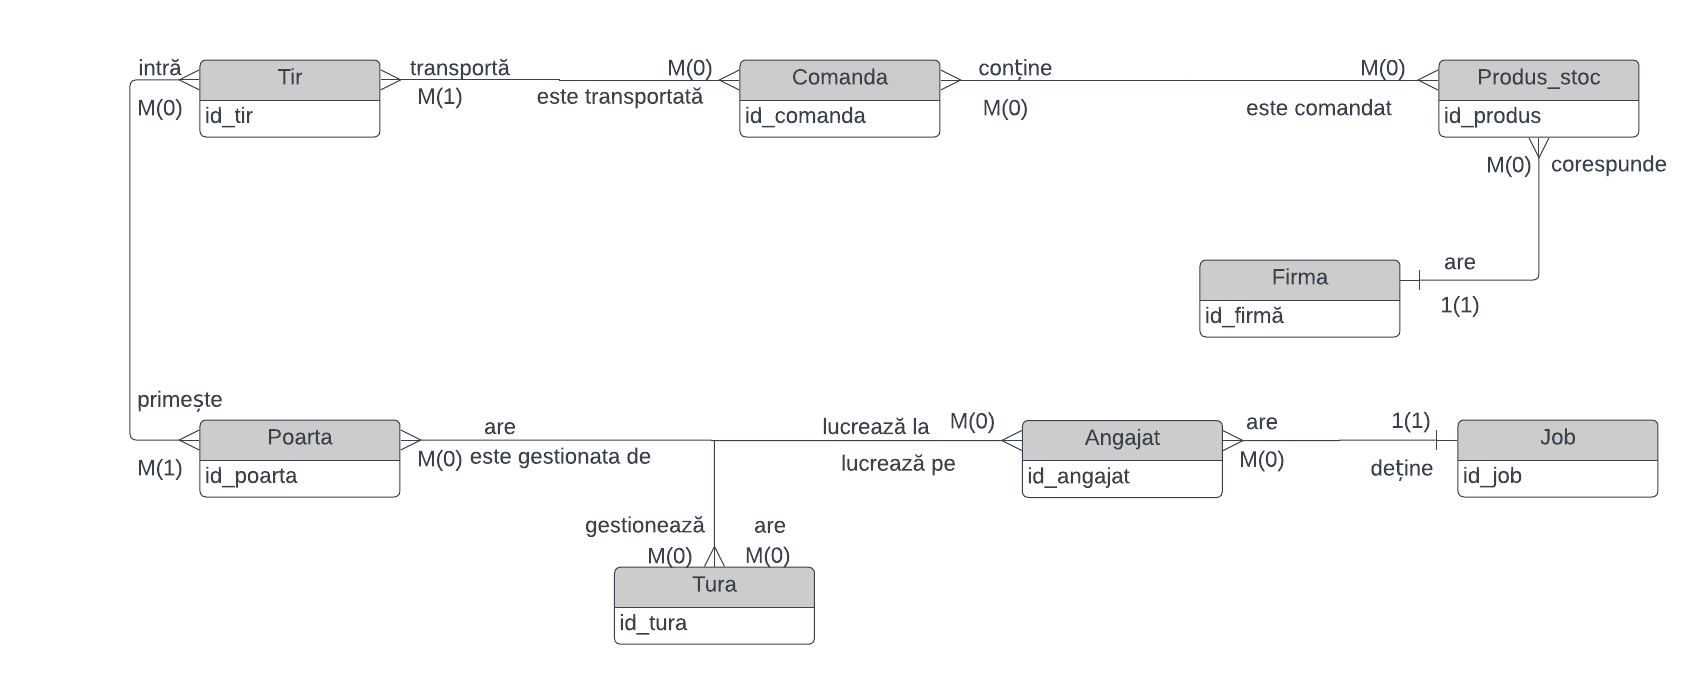 intră
Tir
transportă
M(0)
Comanda
conține
M(0)
Produs_stoc
M(0)
id_tir
M(1)
este transportată
id_comanda
M(0)
este comandat
id_produs
M(0)
corespunde
Firma
are
id_firmă
1(1)
primește
Poarta
are
lucrează la
M(0)
Angajat
are
1(1)
Job
M(1)
id_poarta
M(0)
este gestionata de
lucrează pe
id_angajat
M(0)
deține
id_job
gestionează
are
M(0)
M(0)
Tura
id_tura